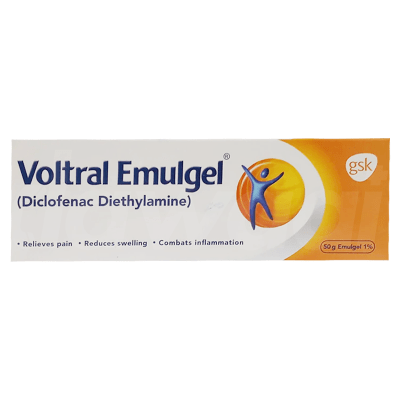 Voltral Emulgel®
(Diclofenac Diethylamine)
• Relieves pain • Reduces swelling • Combats inflammation
gsk
50g Emulgel 1%